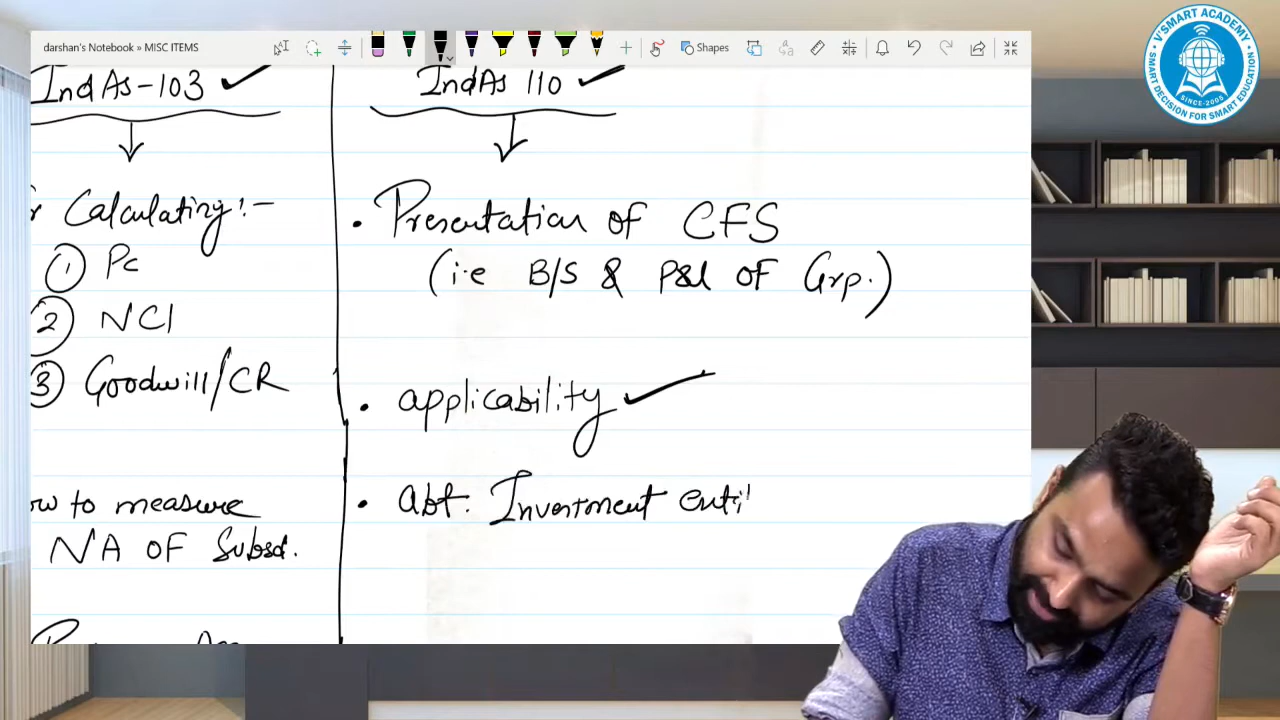 darshan's Notebook » MISC ITEMS
Shapes
V'SMART ACADEMY
SINCE-2005
SMART DECISION FOR SMART EDUCATION
IndAs-103
Calculating:-
1 PC
2 NCI
3 Goodwill/CR
ow to measure
NA OF Subsd.
IndAs 110
• Presentation of CFS
(i.e B/S & P&L OF Grp.)
• applicability
• abt. Investment enti